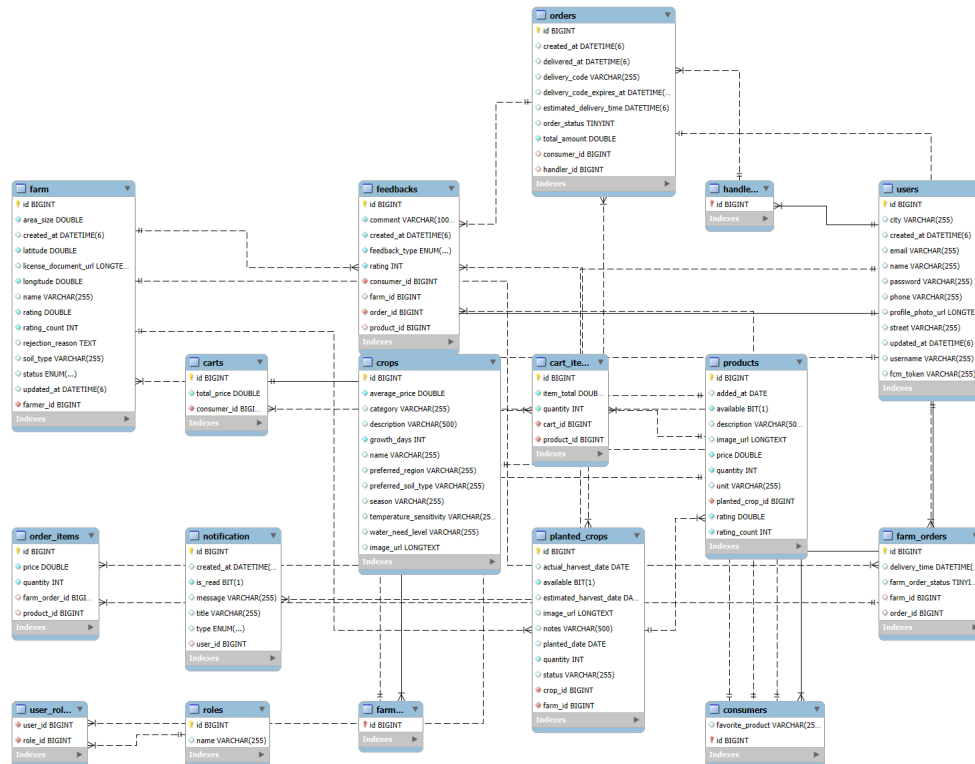 orders
id BIGINT
created_at DATETIME(6)
delivered_at DATETIME(6)
delivery_code VARCHAR(255)
delivery_code_expires_at DATETIME(...
estimated_delivery_time DATETIME(6)
order_status TINYINT
total_amount DOUBLE
consumer_id BIGINT
handler_id BIGINT
Indexes
farm
id BIGINT
area_size DOUBLE
created_at DATETIME(6)
latitude DOUBLE
license_document_url LONGTE...
longitude DOUBLE
name VARCHAR(255)
rating DOUBLE
rating_count INT
rejection_reason TEXT
soil_type VARCHAR(255)
status ENUM(...)
updated_at DATETIME(6)
farmer_id BIGINT
Indexes
feedbacks
id BIGINT
comment VARCHAR(100...
created_at DATETIME(6)
feedback_type ENUM(...)
rating INT
consumer_id BIGINT
farm_id BIGINT
order_id BIGINT
product_id BIGINT
Indexes
handle...
id BIGINT
Indexes
users
id BIGINT
city VARCHAR(255)
created_at DATETIME(6)
email VARCHAR(255)
name VARCHAR(255)
password VARCHAR(255)
phone VARCHAR(255)
profile_photo_url LONGTE
street VARCHAR(255)
updated_at DATETIME(6)
username VARCHAR(255)
fcm_token VARCHAR(255)
Indexes
carts
id BIGINT
total_price DOUBLE
consumer_id BIGI...
Indexes
crops
id BIGINT
average_price DOUBLE
category VARCHAR(255)
description VARCHAR(500)
growth_days INT
name VARCHAR(255)
preferred_region VARCHAR(255)
preferred_soil_type VARCHAR(255)
season VARCHAR(255)
temperature_sensitivity VARCHAR(25...
water_need_level VARCHAR(255)
image_url LONGTEXT
Indexes
cart_ite...
id BIGINT
item_total DOUB...
quantity INT
cart_id BIGINT
product_id BIGINT
Indexes
products
id BIGINT
added_at DATE
available BIT(1)
description VARCHAR(50...
image_url LONGTEXT
price DOUBLE
quantity INT
unit VARCHAR(255)
planted_crop_id BIGINT
rating DOUBLE
rating_count INT
Indexes
order_items
id BIGINT
price DOUBLE
quantity INT
farm_order_id BIGI...
product_id BIGINT
Indexes
notification
id BIGINT
created_at DATETIME(...
is_read BIT(1)
message VARCHAR(255)
title VARCHAR(255)
type ENUM(...)
user_id BIGINT
Indexes
planted_crops
id BIGINT
actual_harvest_date DATE
available BIT(1)
estimated_harvest_date DA...
image_url LONGTEXT
notes VARCHAR(500)
planted_date DATE
quantity INT
status VARCHAR(255)
crop_id BIGINT
farm_id BIGINT
Indexes
farm_orders
id BIGINT
delivery_time DATETIME(...
farm_order_status TINYI...
farm_id BIGINT
order_id BIGINT
Indexes
user_rol...
user_id BIGINT
role_id BIGINT
Indexes
roles
id BIGINT
name VARCHAR(255)
Indexes
farm...
id BIGINT
Indexes
consumers
favorite_product VARCHAR(25...
id BIGINT
Indexes